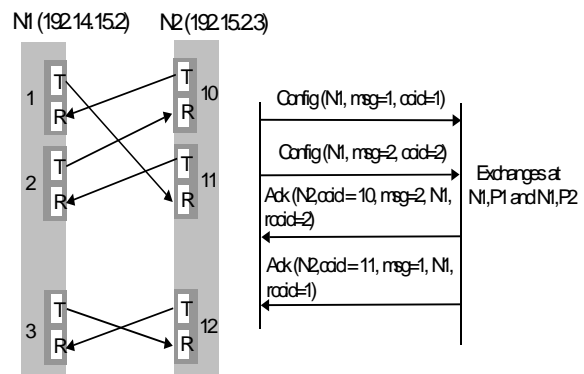 N1 (192.14.15.2)
N2 (192.15.2.3)
1
T
R
T
R
10
2
T
R
T
R
11
3
T
R
T
R
12
Config (N1, msg=1, ccid=1)
Config (N1, msg=2, ccid=2)
Ack (N2,ccid = 10, msg=2, N1,
rccid=2)
Ack (N2,ccid = 11, msg=1, N1,
rccid=1)
Exchanges at
N1,P1 and N1,P2